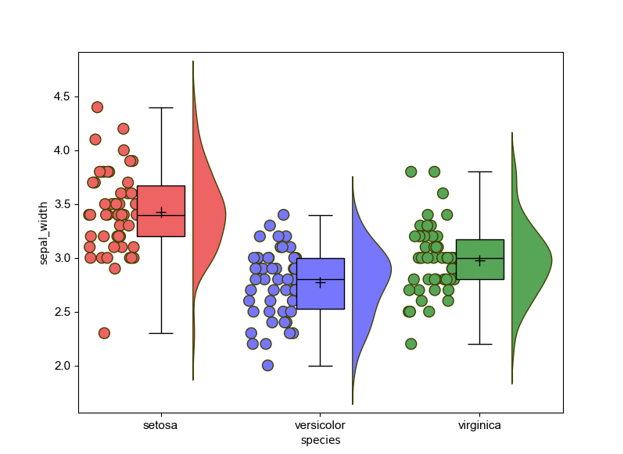 4.5
4.0
3.5
3.0
2.5
2.0
sepal_width
setosa
versicolor
virginica
species